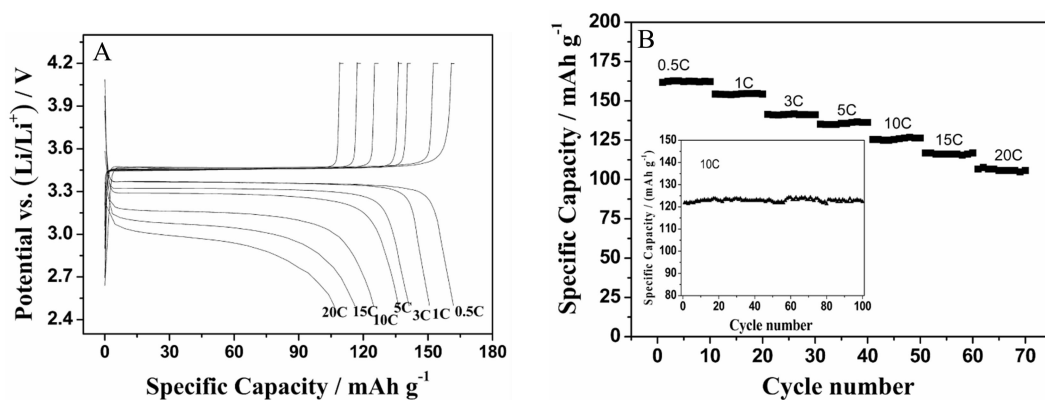 A
4.2
3.9
3.6
3.3
3.0
2.7
2.4
Potential vs. (Li/Li⁺) / V
20C 15C 10C 5C 3C 1C 0.5C
0 30 60 90 120 150 180
Specific Capacity / mAh g⁻¹
B
200
175
150
125
100
75
50
25
0
Specific Capacity / mAh g⁻¹
0.5C
1C
3C
5C
10C
15C
20C
150
140
130
120
110
100
90
80
Specific Capacity / (mAh g⁻¹)
10C
0 20 40 60 80 100
Cycle number
0 10 20 30 40 50 60 70
Cycle number